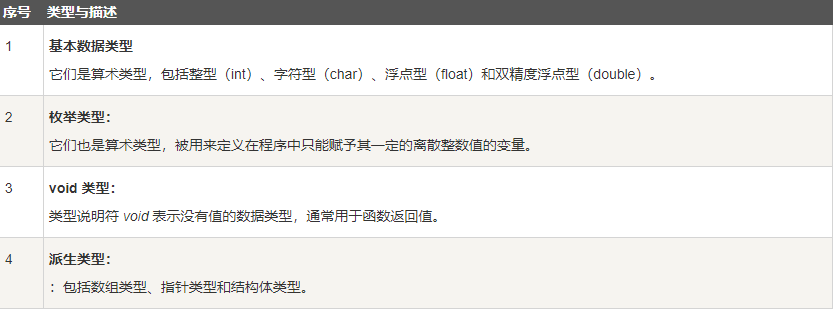 序号 类型与描述
1 基本数据类型
它们是算术类型，包括整型（int）、字符型（char）、浮点型（float）和双精度浮点型（double）。
2 枚举类型：
它们也是算术类型，被用来定义在程序中只能赋予其一定的离散整数值的变量。
3 void 类型：
类型说明符 void 表示没有值的数据类型，通常用于函数返回值。
4 派生类型：
：包括数组类型、指针类型和结构体类型。